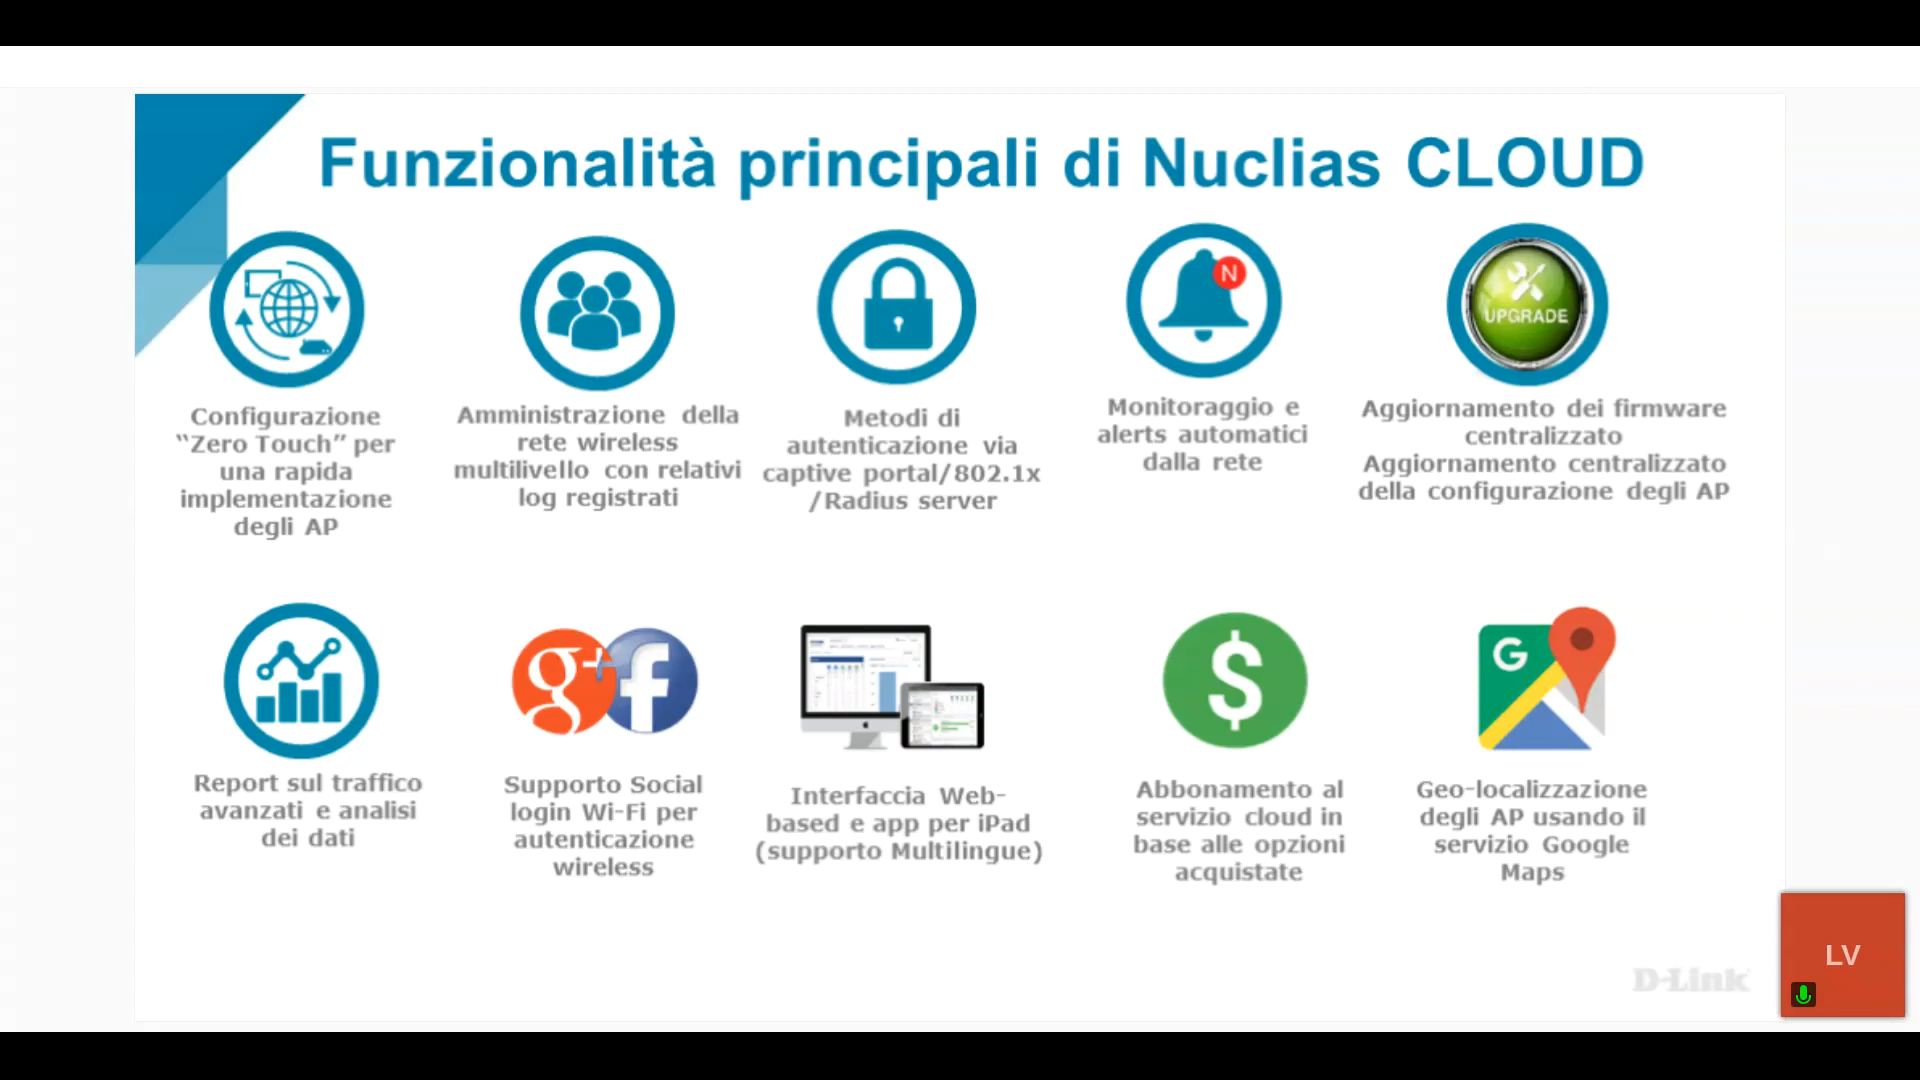 Funzionalità principali di Nuclias CLOUD
N
UPGRADE
Configurazione
“Zero Touch” per
una rapida
implementazione
degli AP
Amministrazione della
rete wireless
multilivello con relativi
log registrati
Metodi di
autenticazione via
captive portal/802.1x
/Radius server
Monitoraggio e
alerts automatici
dalla rete
Aggiornamento dei firmware
centralizzato
Aggiornamento centralizzato
della configurazione degli AP
g+
f
$
G
Report sul traffico
avanzati e analisi
dei dati
Supporto Social
login Wi-Fi per
autenticazione
wireless
Interfaccia Web-
based e app per iPad
(supporto Multilingue)
Abbonamento al
servizio cloud in
base alle opzioni
acquistate
Geo-localizzazione
degli AP usando il
servizio Google
Maps
LV
D-Link